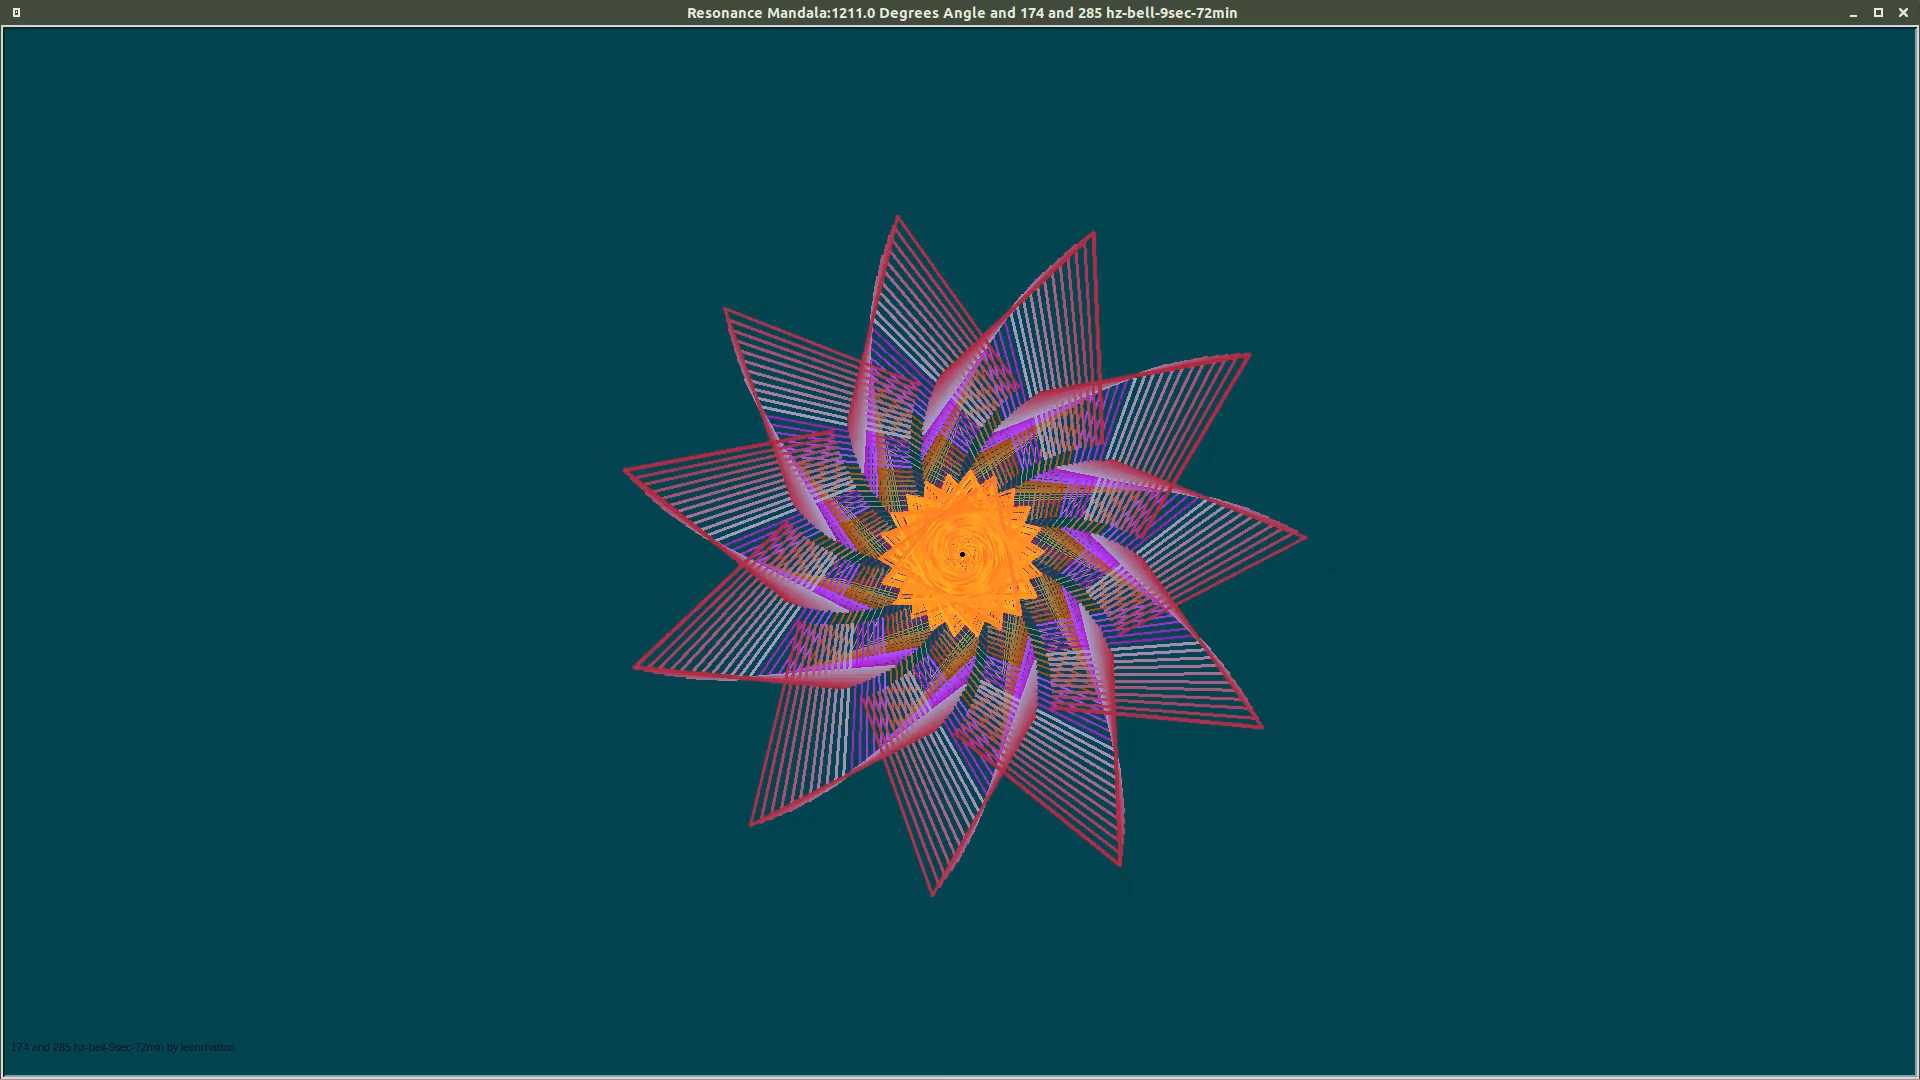 Resonance Mandala:1211.0 Degrees Angle and 174 and 285 hz-bell-9sec-72min
174 and 285 hz-bell-9sec-72min by leonrhatton